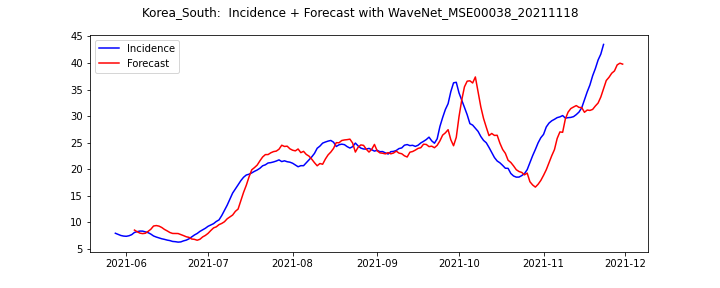 Korea_South:  Incidence + Forecast with WaveNet_MSE00038_20211118
Incidence
Forecast
45
40
35
30
25
20
15
10
5
2021-06 2021-07 2021-08 2021-09 2021-10 2021-11 2021-12